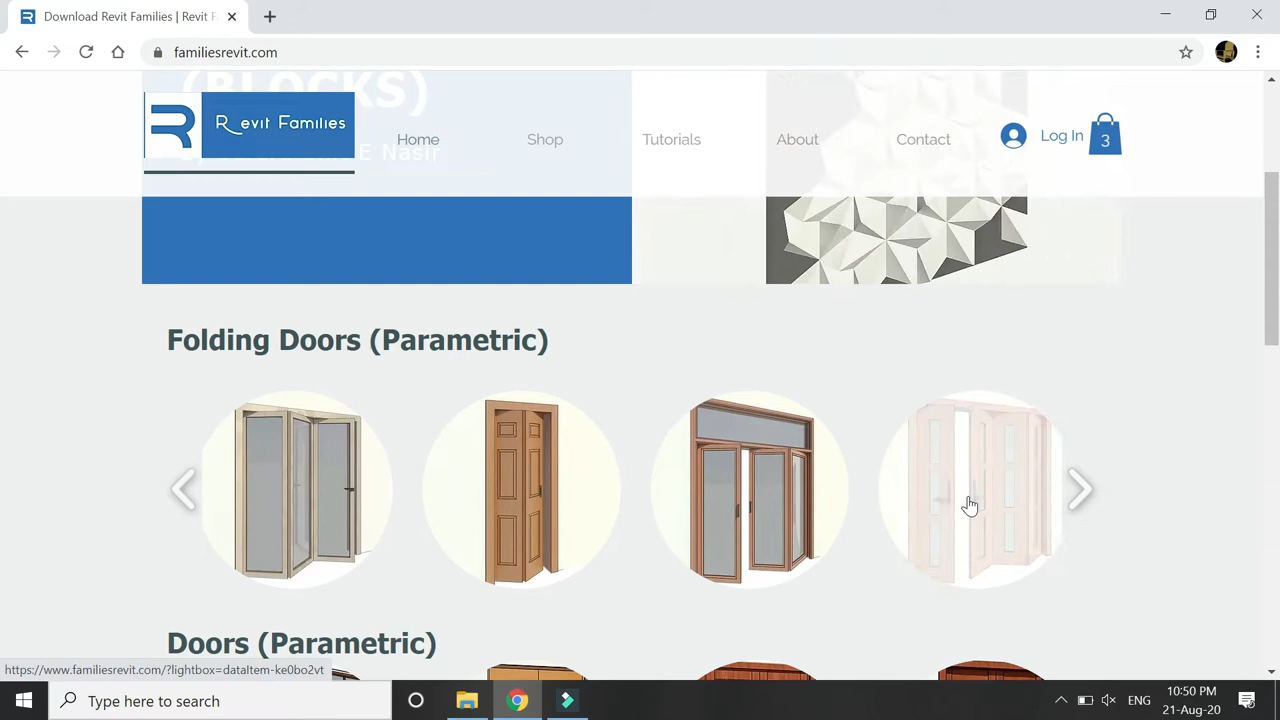 Download Revit Families | Revit F
familiesrevit.com
(BLOCKS)
Revit Families
Home
Shop
Tutorials
About
Contact
Log In
3
E Nasir
Folding Doors (Parametric)
Doors (Parametric)
https://www.familiesrevit.com/?lightbox=dataItem-ke0bo2vt
Type here to search
ENG
10:50 PM
21-Aug-20